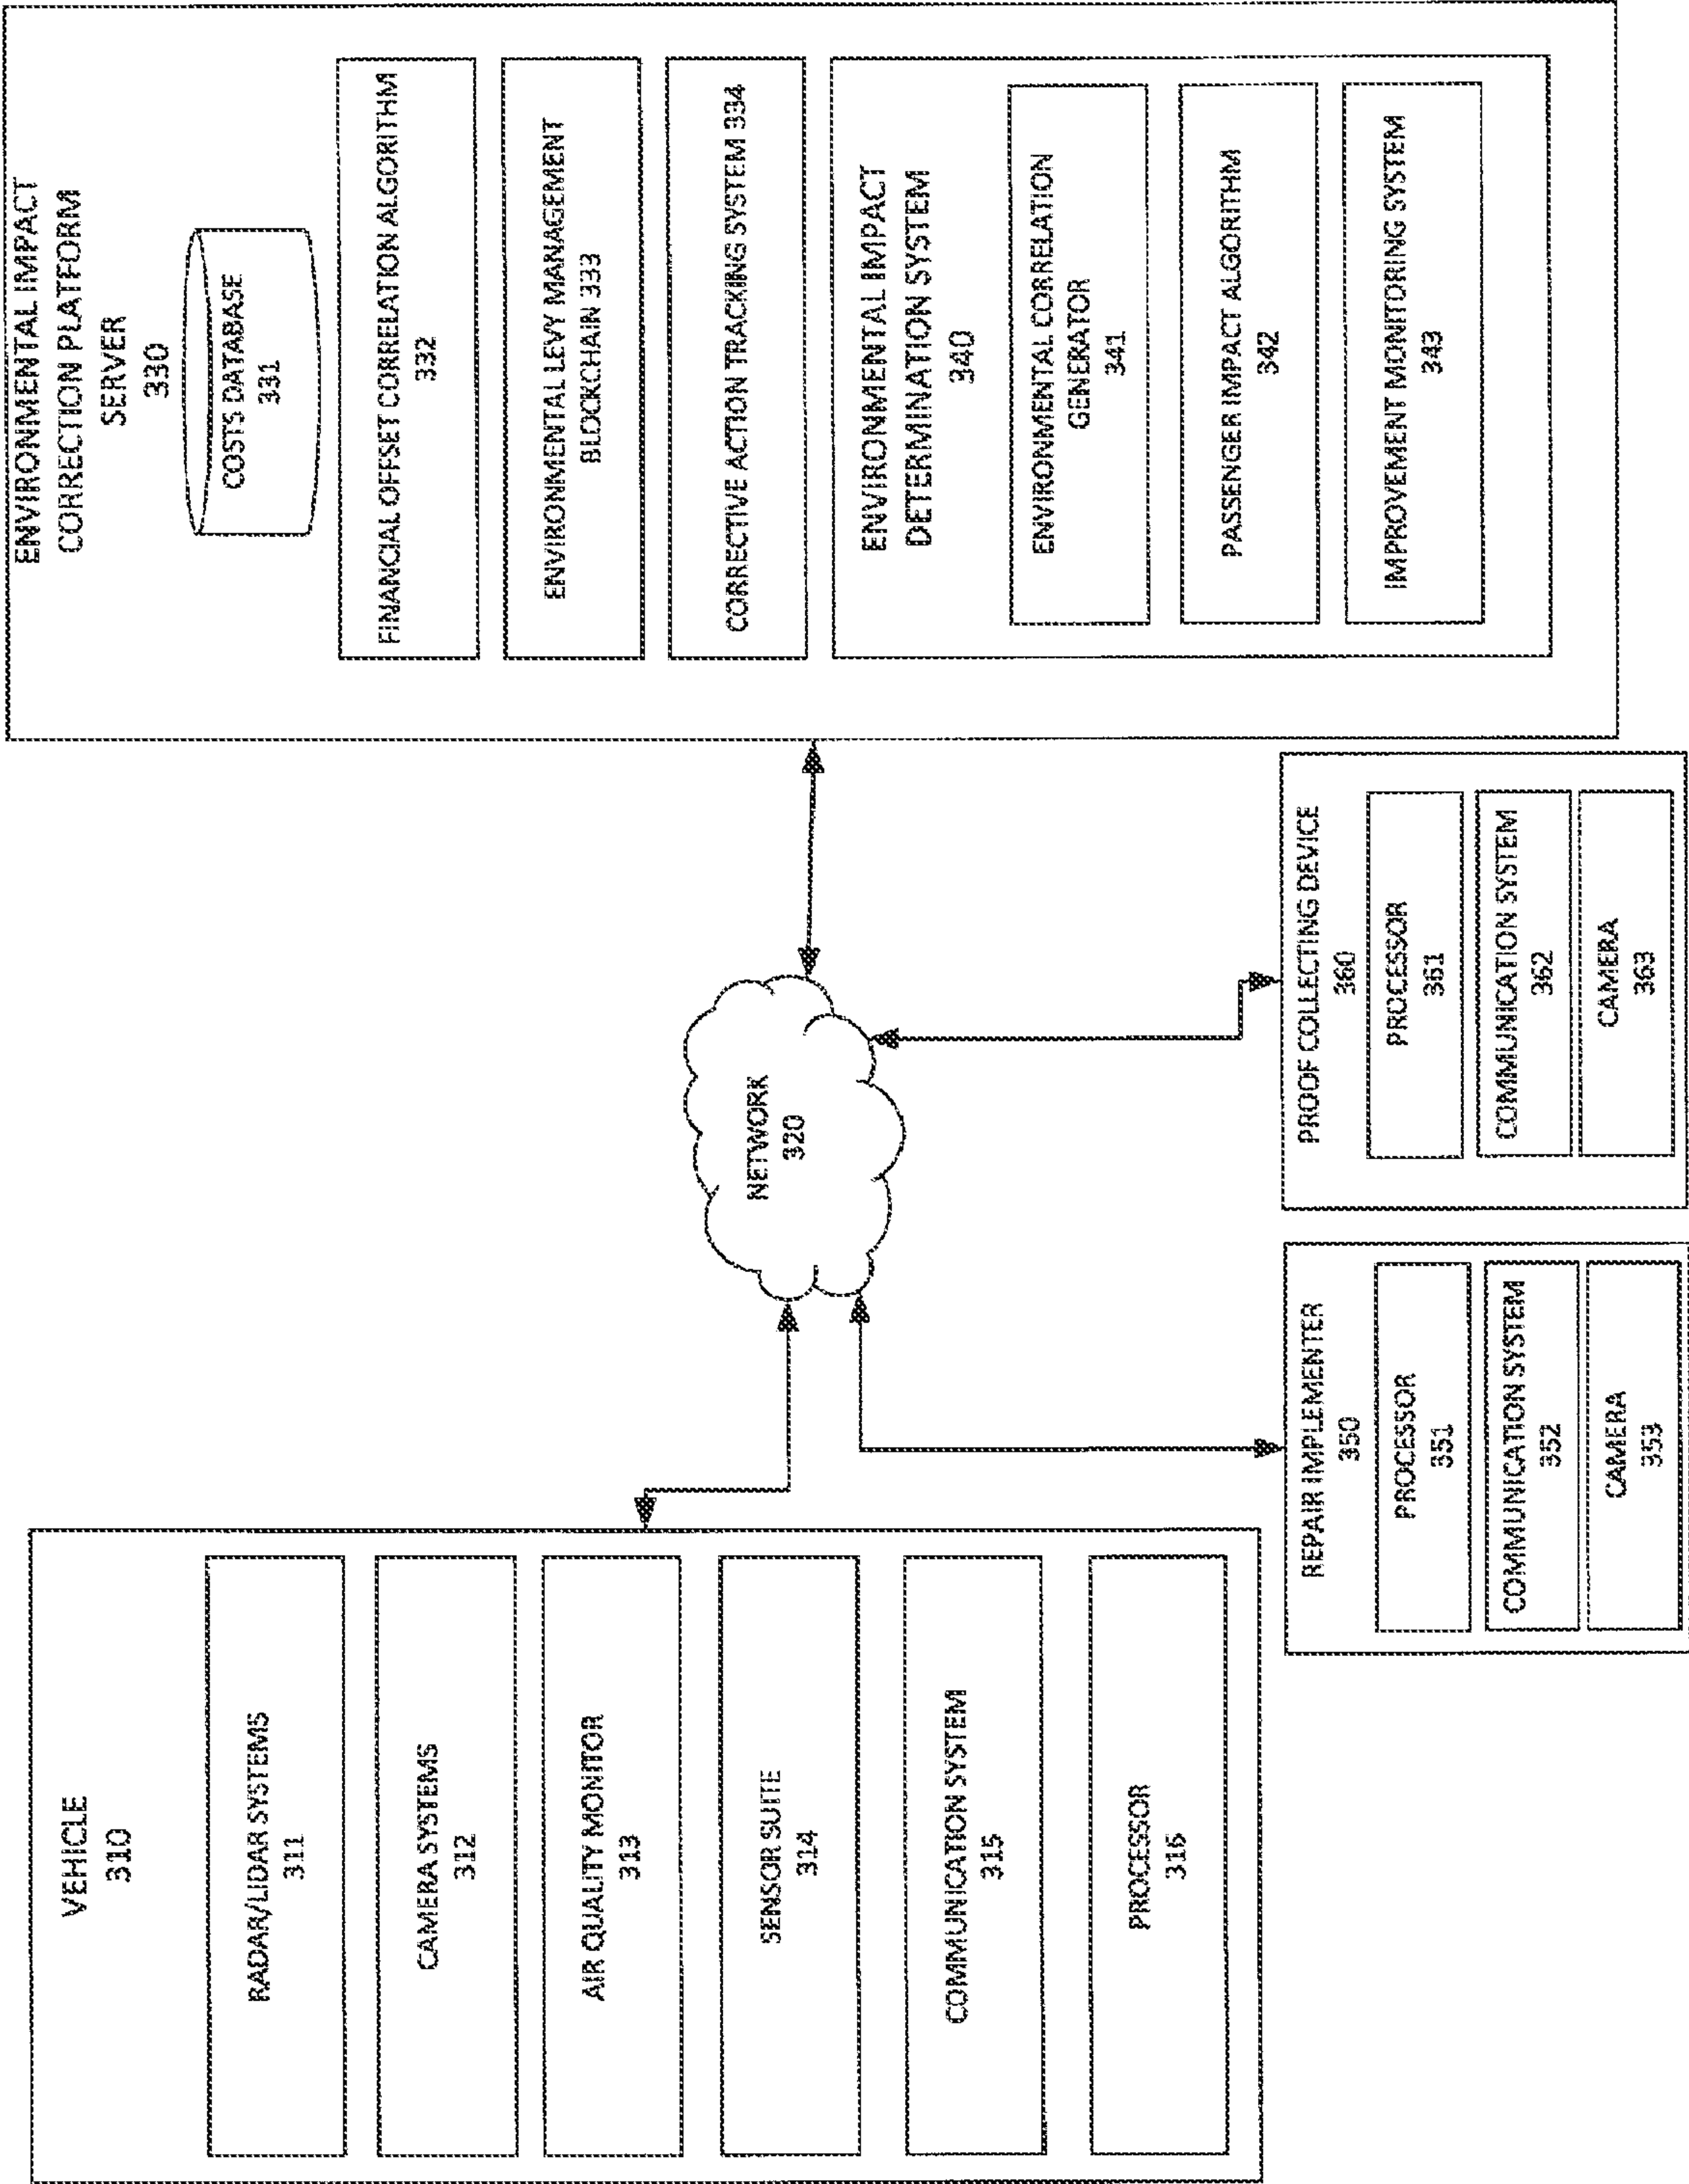 VEHICLE
310
RADAR/LIDAR SYSTEMS
311
CAMERA SYSTEMS
312
AIR QUALITY MONITOR
313
SENSOR SUITE
314
COMMUNICATION SYSTEM
315
PROCESSOR
316
NETWORK
320
ENVIRONMENTAL IMPACT
CORRECTION PLATFORM
SERVER
330
COSTS DATABASE
331
FINANCIAL OFFSET CORRELATION ALGORITHM
332
ENVIRONMENTAL LEVY MANAGEMENT
BLOCKCHAIN 333
CORRECTIVE ACTION TRACKING SYSTEM 334
ENVIRONMENTAL IMPACT
DETERMINATION SYSTEM
340
ENVIRONMENTAL CORRELATION
GENERATOR
341
PASSENGER IMPACT ALGORITHM
342
IMPROVEMENT MONITORING SYSTEM
343
REPAIR IMPLEMENTER
350
PROCESSOR
351
COMMUNICATION SYSTEM
352
CAMERA
353
PROOF COLLECTING DEVICE
360
PROCESSOR
361
COMMUNICATION SYSTEM
362
CAMERA
363